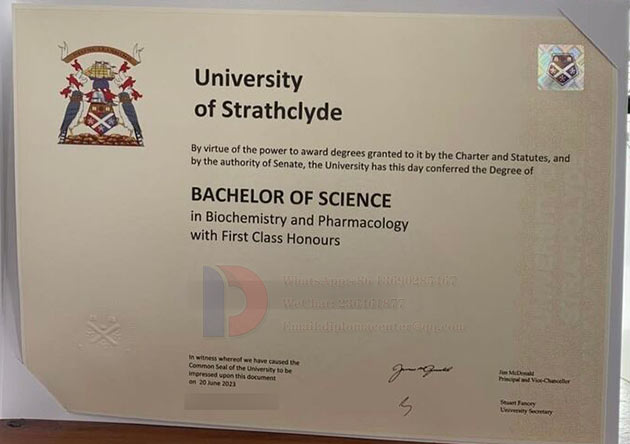 University
of Strathclyde
By virtue of the power to award degrees granted to it by the Charter and Statutes, and
by the authority of Senate, the University has this day conferred the Degree of
BACHELOR OF SCIENCE
in Biochemistry and Pharmacology
with First Class Honours
In witness whereof we have caused the
Common Seal of the University to be
impressed upon this document
on 20 June 2023
Jim McDonald
Principal and Vice-Chancellor
Stuart Fancey
University Secretary